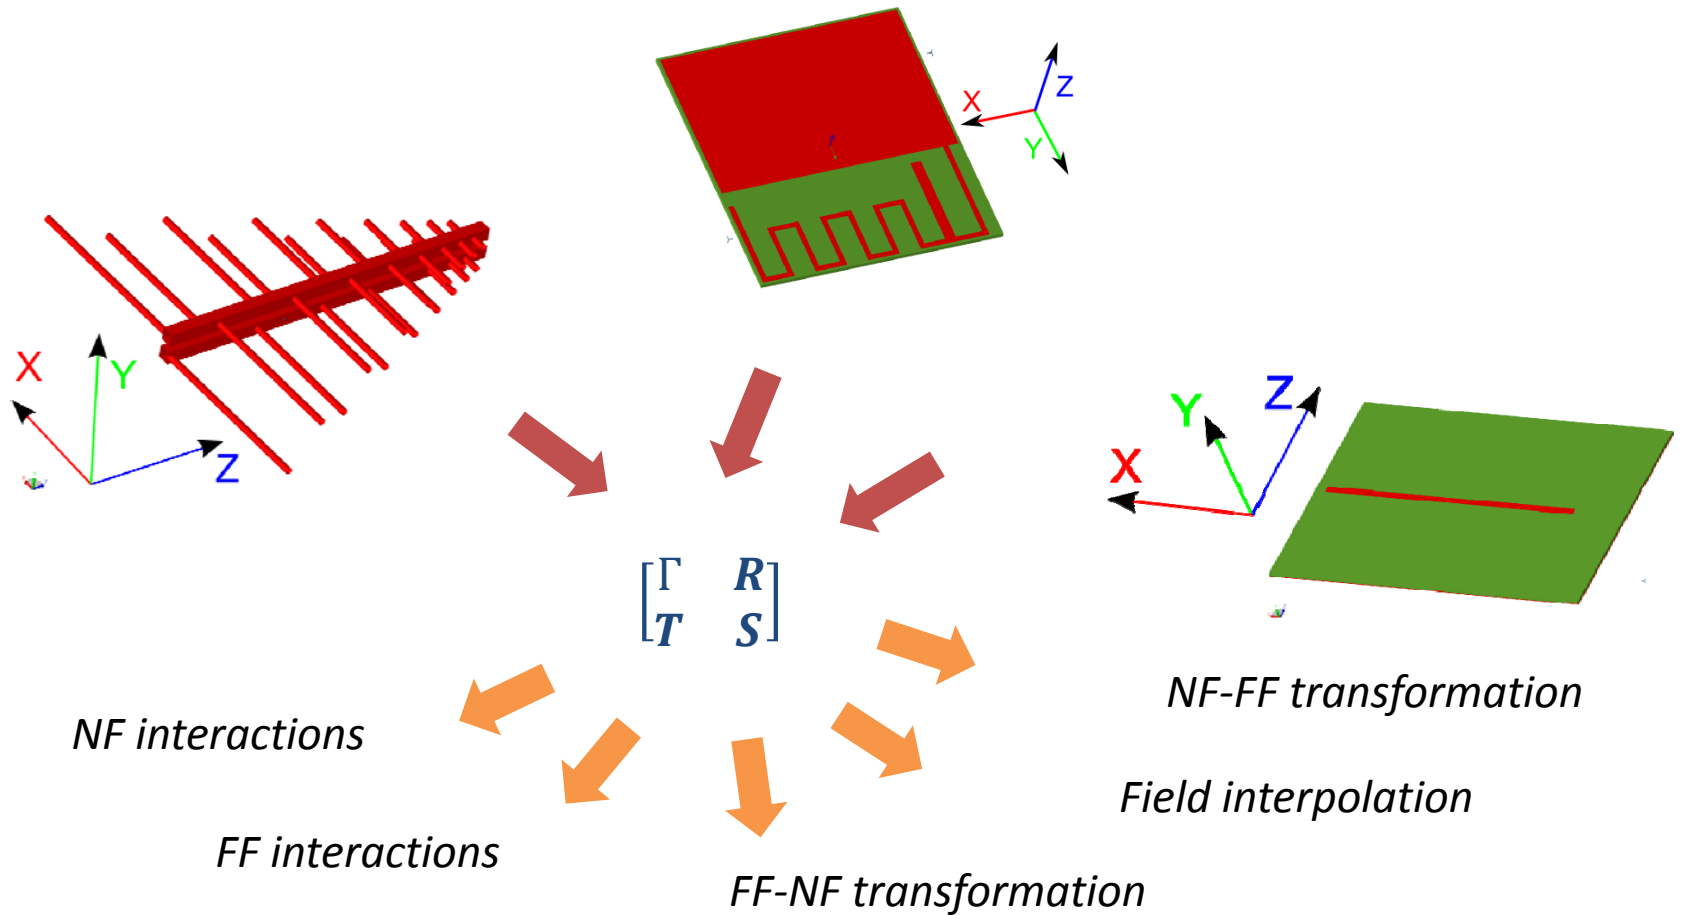 Z
X
Y
X
Y
Z
Z
Y
X
Γ R
T S
NF-FF transformation
NF interactions
Field interpolation
FF interactions
FF-NF transformation